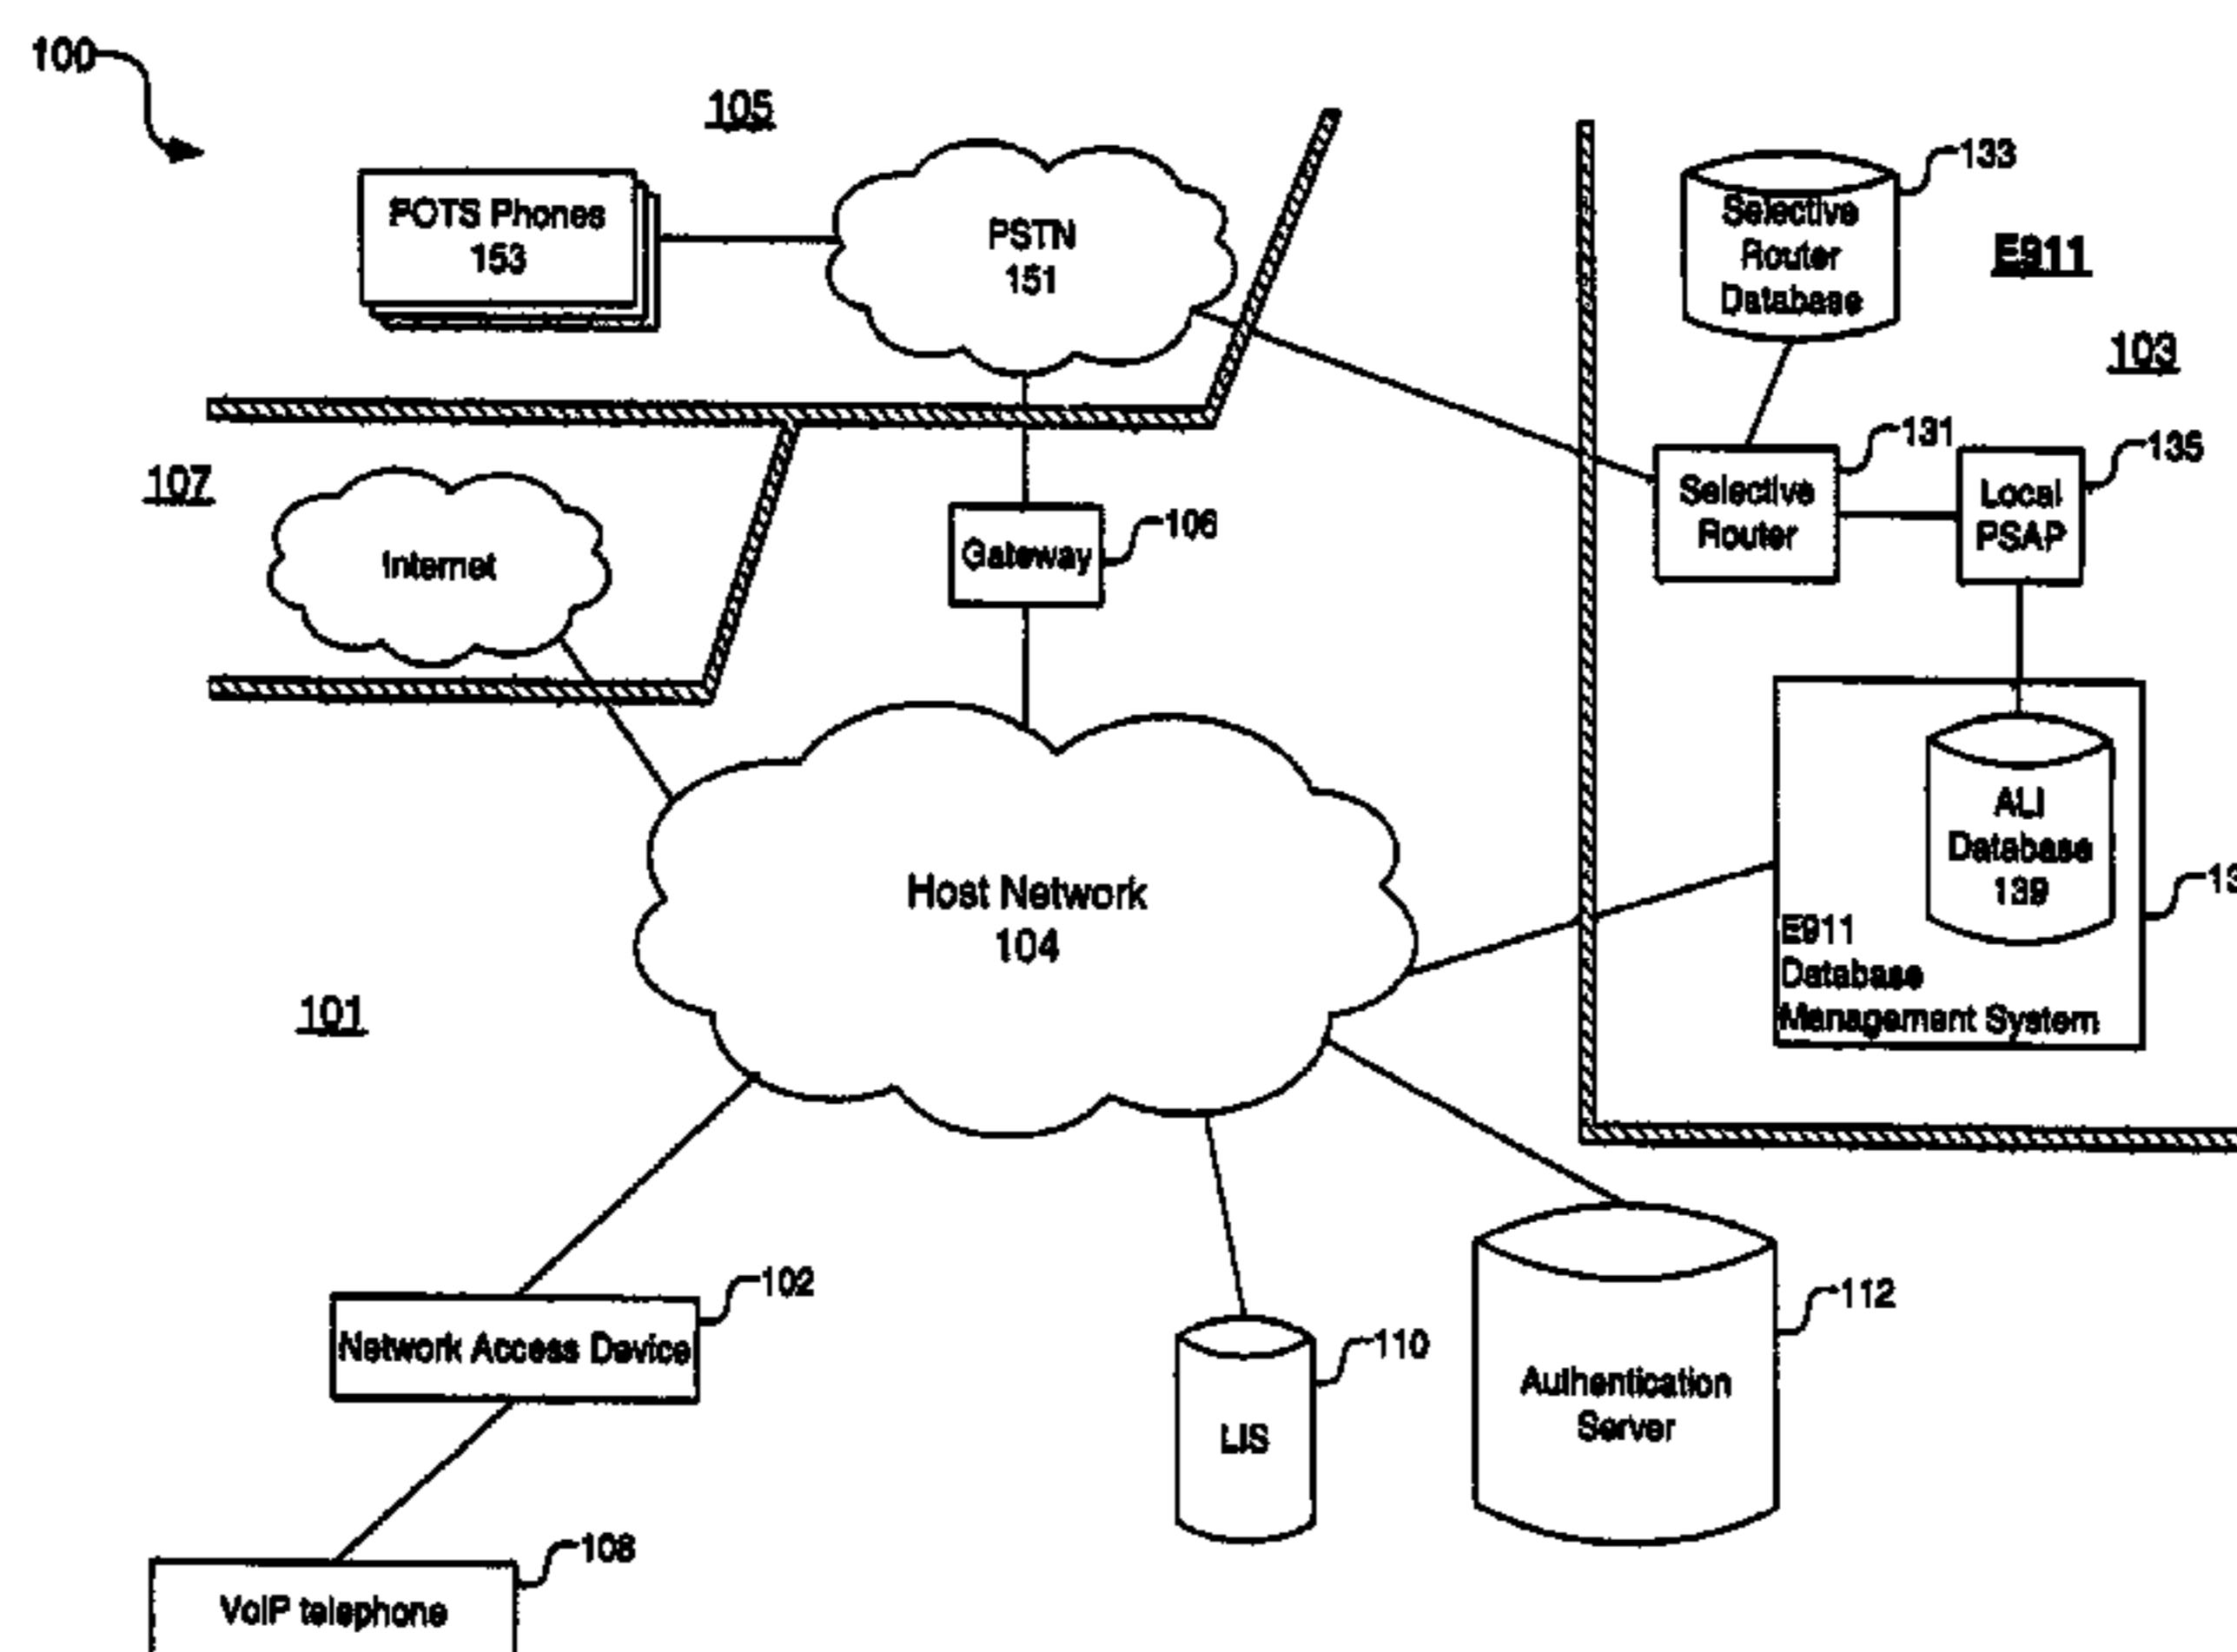 100
105
POTS Phones
153
PSTN
151
133
Selective
Router
Database
E911
103
107
Internet
106
Gateway
131
Selective
Router
135
Local
PSAP
Host Network
104
ALI
Database
139
E911
Database
Management System
101
102
Network Access Device
110
LIS
112
Authentication
Server
108
VoIP telephone